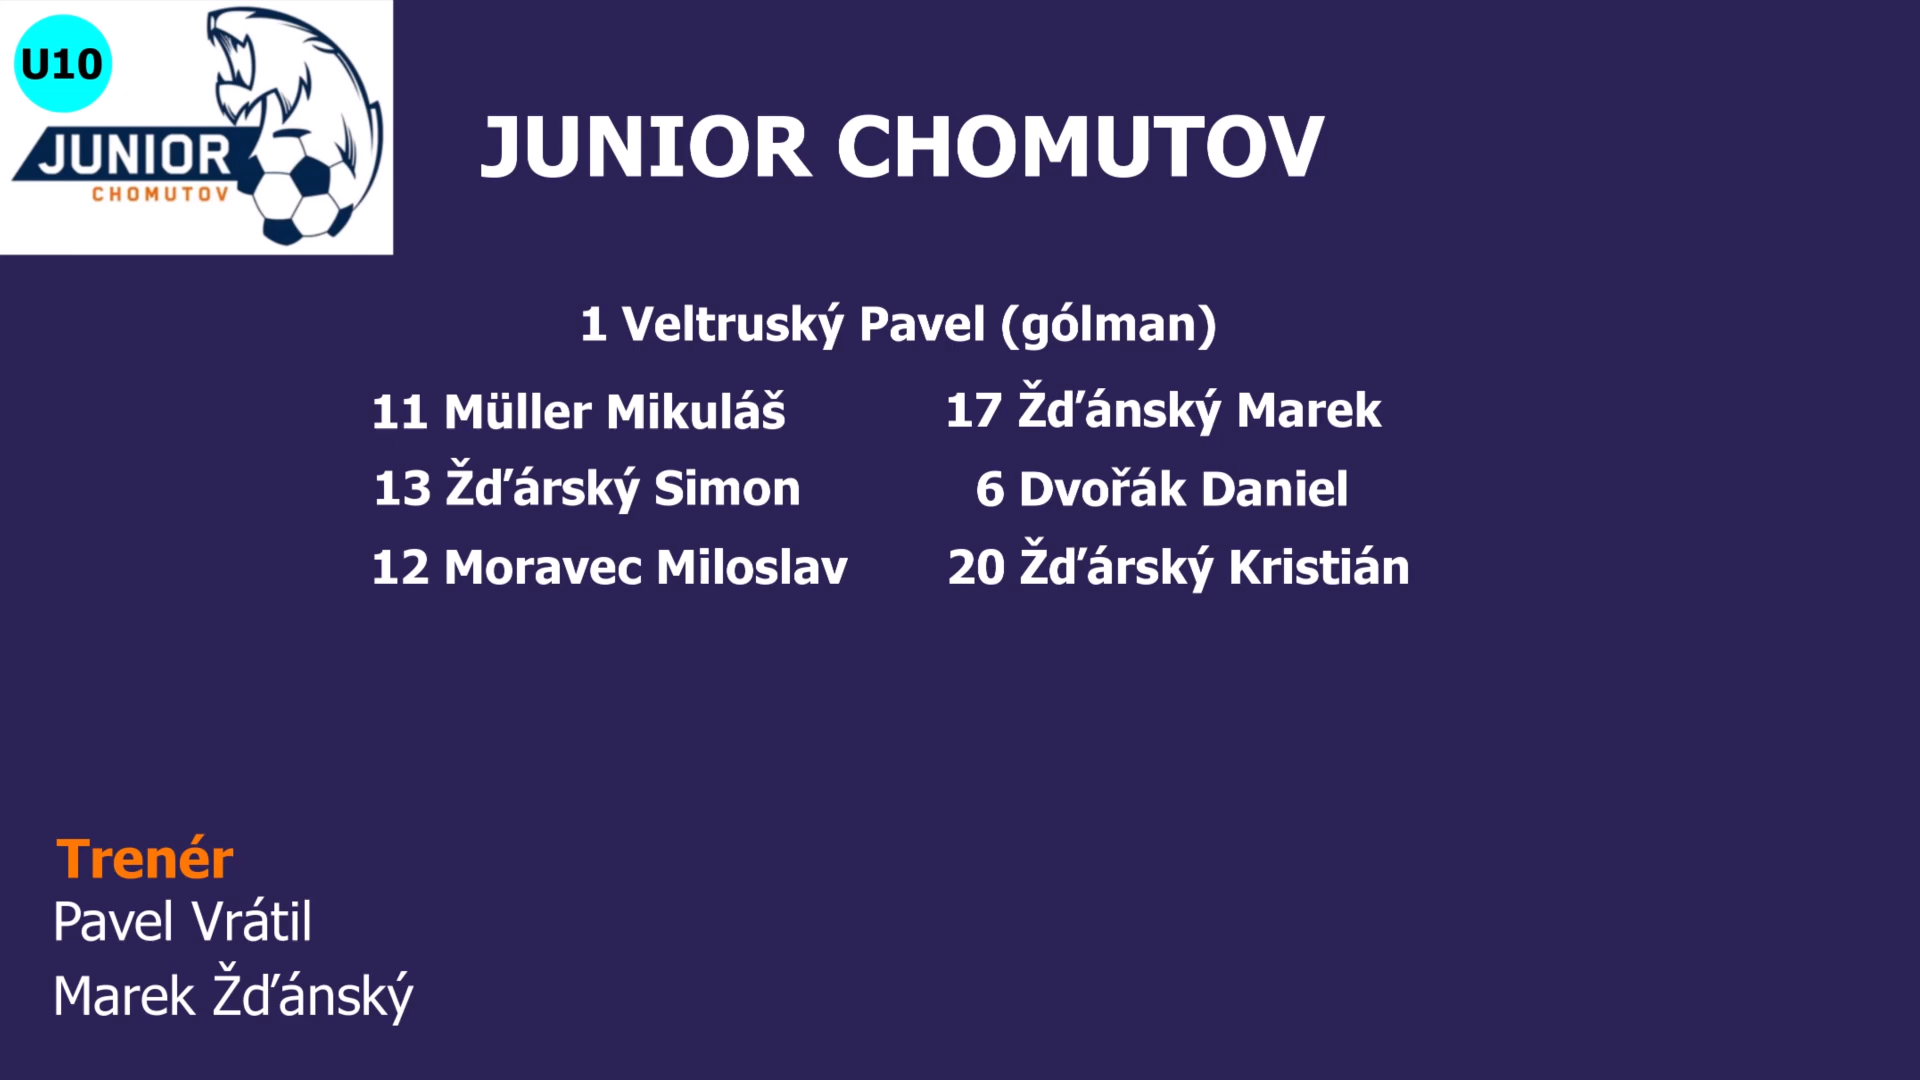 U10
JUNIOR
CHOMUTOV
JUNIOR CHOMUTOV
1 Veltruský Pavel (gólman)
11 Müller Mikuláš
17 Žďánský Marek
13 Žďárský Simon
6 Dvořák Daniel
12 Moravec Miloslav
20 Žďárský Kristián
Trenér
Pavel Vrátil
Marek Žďánský